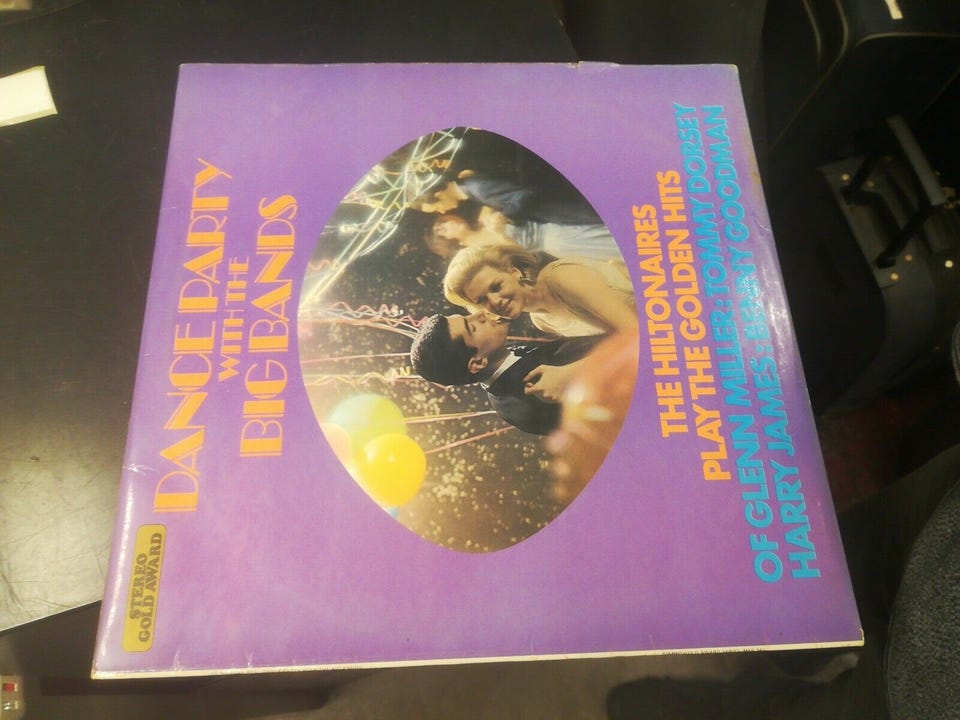 DANCE PARTY
WITH THE
BIG BANDS
STEREO
GOLD AWARD
THE HILTONAIRES
PLAY THE GOLDEN HITS
OF GLENN MILLER : TOMMY DORSEY
HARRY JAMES : BENNY GOODMAN